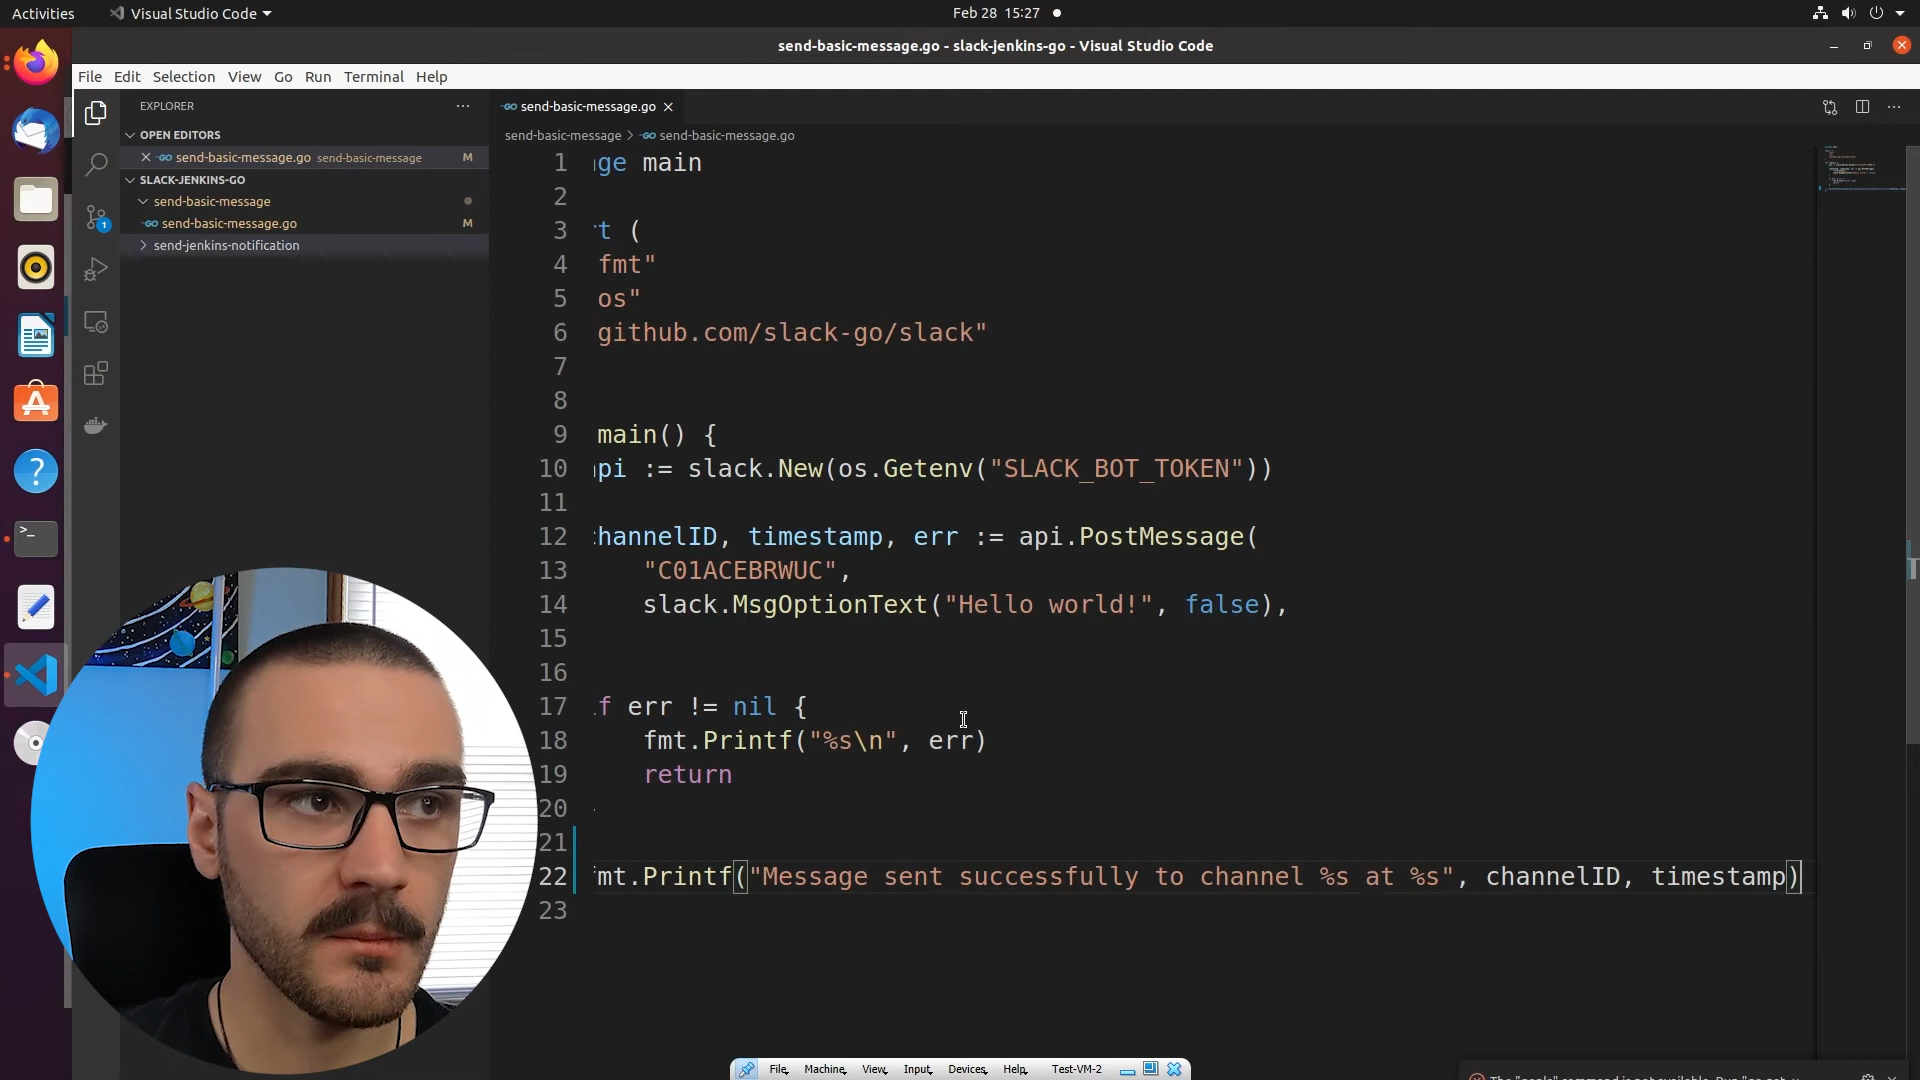 Activities
Visual Studio Code
Feb 28 15:27
send-basic-message.go - slack-jenkins-go - Visual Studio Code
File Edit Selection View Go Run Terminal Help
EXPLORER
OPEN EDITORS
send-basic-message.go send-basic-message M
SLACK-JENKINS-GO
send-basic-message
send-basic-message.go M
send-jenkins-notification
1
send-basic-message.go
send-basic-message > send-basic-message.go
1 ge main
2
3 t (
4 fmt"
5 os"
6 github.com/slack-go/slack"
7
8
9 main() {
10 pi := slack.New(os.Getenv("SLACK_BOT_TOKEN"))
11
12 hannelID, timestamp, err := api.PostMessage(
13 "C01ACEBRWUC",
14 slack.MsgOptionText("Hello world!", false),
15
16
17 f err != nil {
18 fmt.Printf("%s\n", err)
19 return
20
21
22 mt.Printf("Message sent successfully to channel %s at %s", channelID, timestamp)
23
File Machine View Input Devices Help Test-VM-2